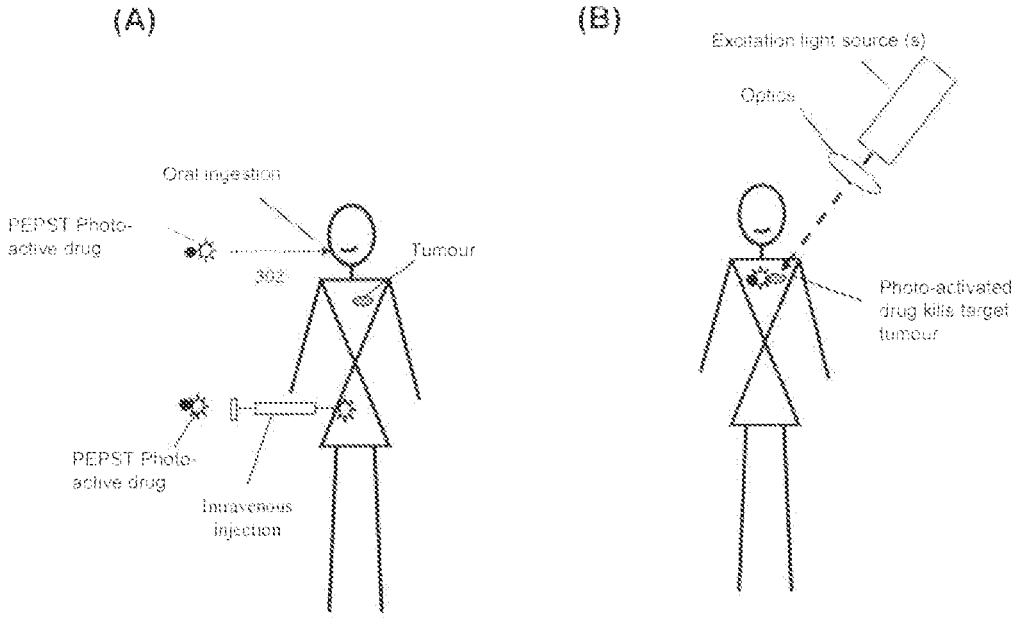 (A)
Oral ingestion
PEPST Photo-
active drug
302
Tumour
PEPST Photo-
active drug
Intravenous
injection
(B)
Excitation light source (s)
Optics
Photo-activated
drug kills target
tumour